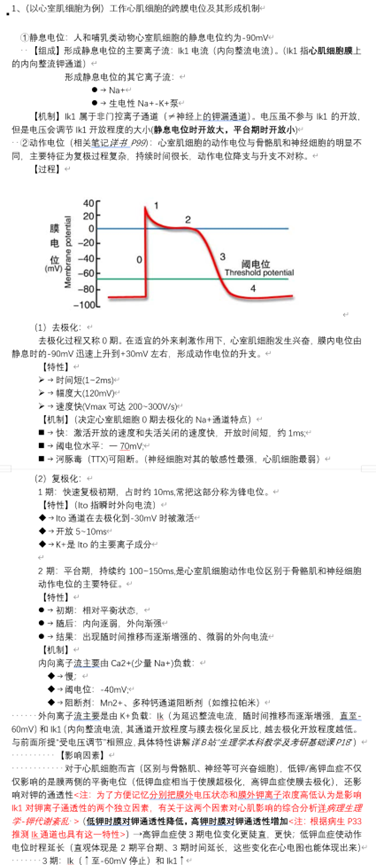 1、（以心室肌细胞为例）工作心肌细胞的跨膜电位及其形成机制
①静息电位：人和哺乳类动物心室肌细胞的静息电位约为-90mV
【组成】形成静息电位的主要离子流：Ik1 电流（内向整流电流）。（Ik1 指心肌细胞膜上
的内向整流钾通道）
形成静息电位的其它离子流：
Na+
生电性 Na+-K+泵
【机制】Ik1 属于非门控离子通道（≠神经上的钾漏通道）。电压虽不参与 Ik1 的开放，
但是电压会调节 Ik1 开放程度的大小(静息电位时开放大，平台期时开放小)
②动作电位（相关笔记详书 P99）：心室肌细胞的动作电位与骨骼肌和神经细胞的明显不
同，主要特征为复极过程复杂，持续时间很长，动作电位降支与升支不对称。
【过程】
膜电位(mV)
Membrane potential
40
20
0
−20
−40
−60
−80
−100
0
1
2
3
4
阈电位
Threshold potential
（1）去极化：
去极化过程又称 0 期。在适宜的外来刺激作用下，心室肌细胞发生兴奋，膜内电位由
静息时的-90mV 迅速上升到+30mV 左右，形成动作电位的升支。
【特性】
时间短(1~2ms)
幅度大(120mV)
速度快(Vmax 可达 200~300V/s)
【机制】（决定心室肌细胞 0 期去极化的 Na+通道特点）
快：激活开放的速度和失活关闭的速度快，开放时间短，约 1ms;
阈电位水平：一 70mV;
河豚毒（TTX)可阻断。（神经细胞对其的敏感性最强，心肌细胞最弱）
（2）复极化：
1 期：快速复极初期，占时约 10ms,常把这部分称为锋电位。
【特性】（Ito 指瞬时外向电流）
Ito 通道在去极化到-30mV 时被激活
开放 5~10ms
K+是 Ito 的主要离子成分
2 期：平台期，持续约 100~150ms,是心室肌细胞动作电位区别于骨骼肌和神经细胞
动作电位的主要特征。
【特性】
初期：相对平衡状态，
随后：内向逐弱，外向渐强
结果：出现随时间推移而逐渐增强的、微弱的外向电流
【机制】
内向离子流主要由 Ca2+(少量 Na+)负载：
慢;
阈电位：-40mV;
阻断剂：Mn2+、多种钙通道阻断剂（如维拉帕米）
外向离子流主要是由 K+负载：Ik（为延迟整流电流，随时间推移而逐渐增强，直至-
60mV) 和 Ik1 (内向整流电流，其通道开放程度与膜去极化呈反比，越去极化开放程度越低。
与前面所提"受电压调节"相照应，具体特性讲解详 B 站"生理学本科教学及考研基础课 P18"）
【影响因素】
对于心肌细胞而言（区别与骨骼肌、神经等可兴奋细胞），低钾/高钾血症不仅
仅影响的是膜两侧的平衡电位（低钾血症相当于使膜超极化，高钾血症使膜去极化），还影
响对钾的通透性<注：为了方便记忆分别把膜外电压状态和膜外钾离子浓度高低认为是影响
Ik1 对钾离子通透性的两个独立因素，有关于这两个因素对心肌影响的综合分析详病理生理
学-钾代谢紊乱·>（低钾时膜对钾通透性降低，高钾时膜对钾通透性增加<注：根据病生 P33
推测 Ik 通道也具有这一特性>）→高钾血症使 3 期电位变化更陡直，更快；低钾血症使动作
电位时程延长（直观体现是 2 期平台期、3 期时间延长，这些变化在心电图也能体现出来）
3 期：Ik（↑至-60mV 停止）和 Ik1↑